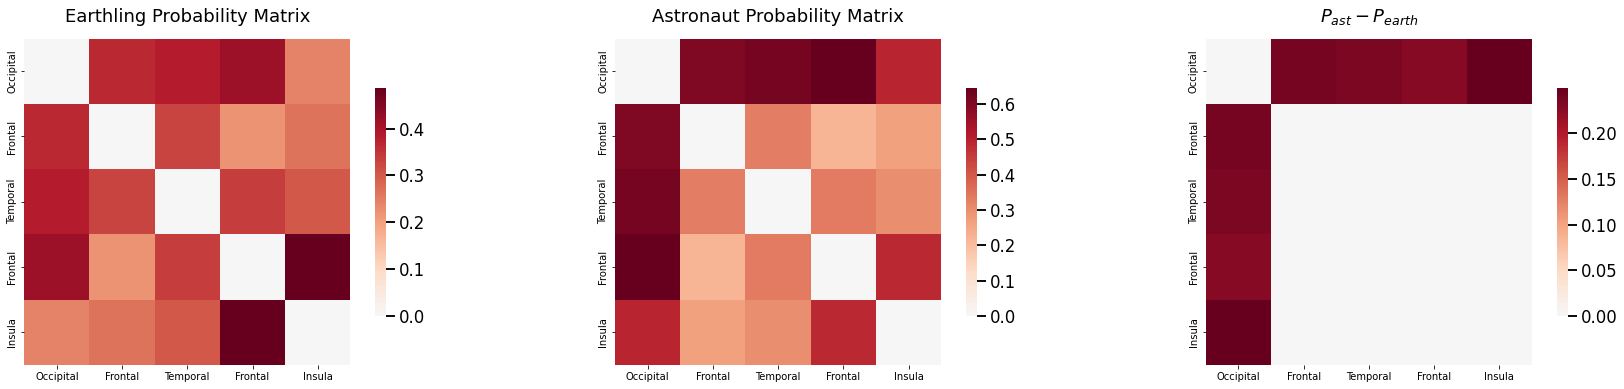 Earthling Probability Matrix
Occipital
Frontal
Temporal
Frontal
Insula
Occipital Frontal Temporal Frontal Insula
0.4
0.3
0.2
0.1
0.0
Astronaut Probability Matrix
Occipital
Frontal
Temporal
Frontal
Insula
Occipital Frontal Temporal Frontal Insula
0.6
0.5
0.4
0.3
0.2
0.1
0.0
P_ast − P_earth
Occipital
Frontal
Temporal
Frontal
Insula
Occipital Frontal Temporal Frontal Insula
0.20
0.15
0.10
0.05
0.00